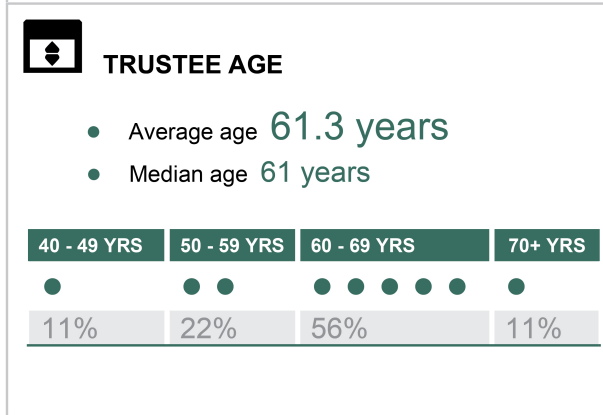 TRUSTEE AGE
● Average age 61.3 years
● Median age 61 years
40 - 49 YRS 50 - 59 YRS 60 - 69 YRS 70+ YRS
11% 22% 56% 11%